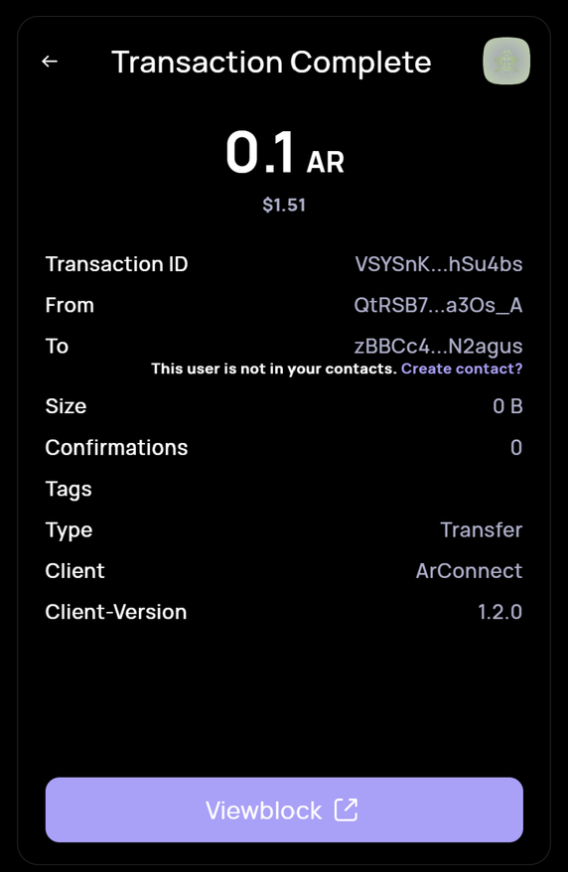 Transaction Complete
0.1 AR
$1.51
Transaction ID VSYSnK...hSu4bs
From QtRSB7...a3Os_A
To zBBCc4...N2agus
This user is not in your contacts. Create contact?
Size 0 B
Confirmations 0
Tags
Type Transfer
Client ArConnect
Client-Version 1.2.0
Viewblock